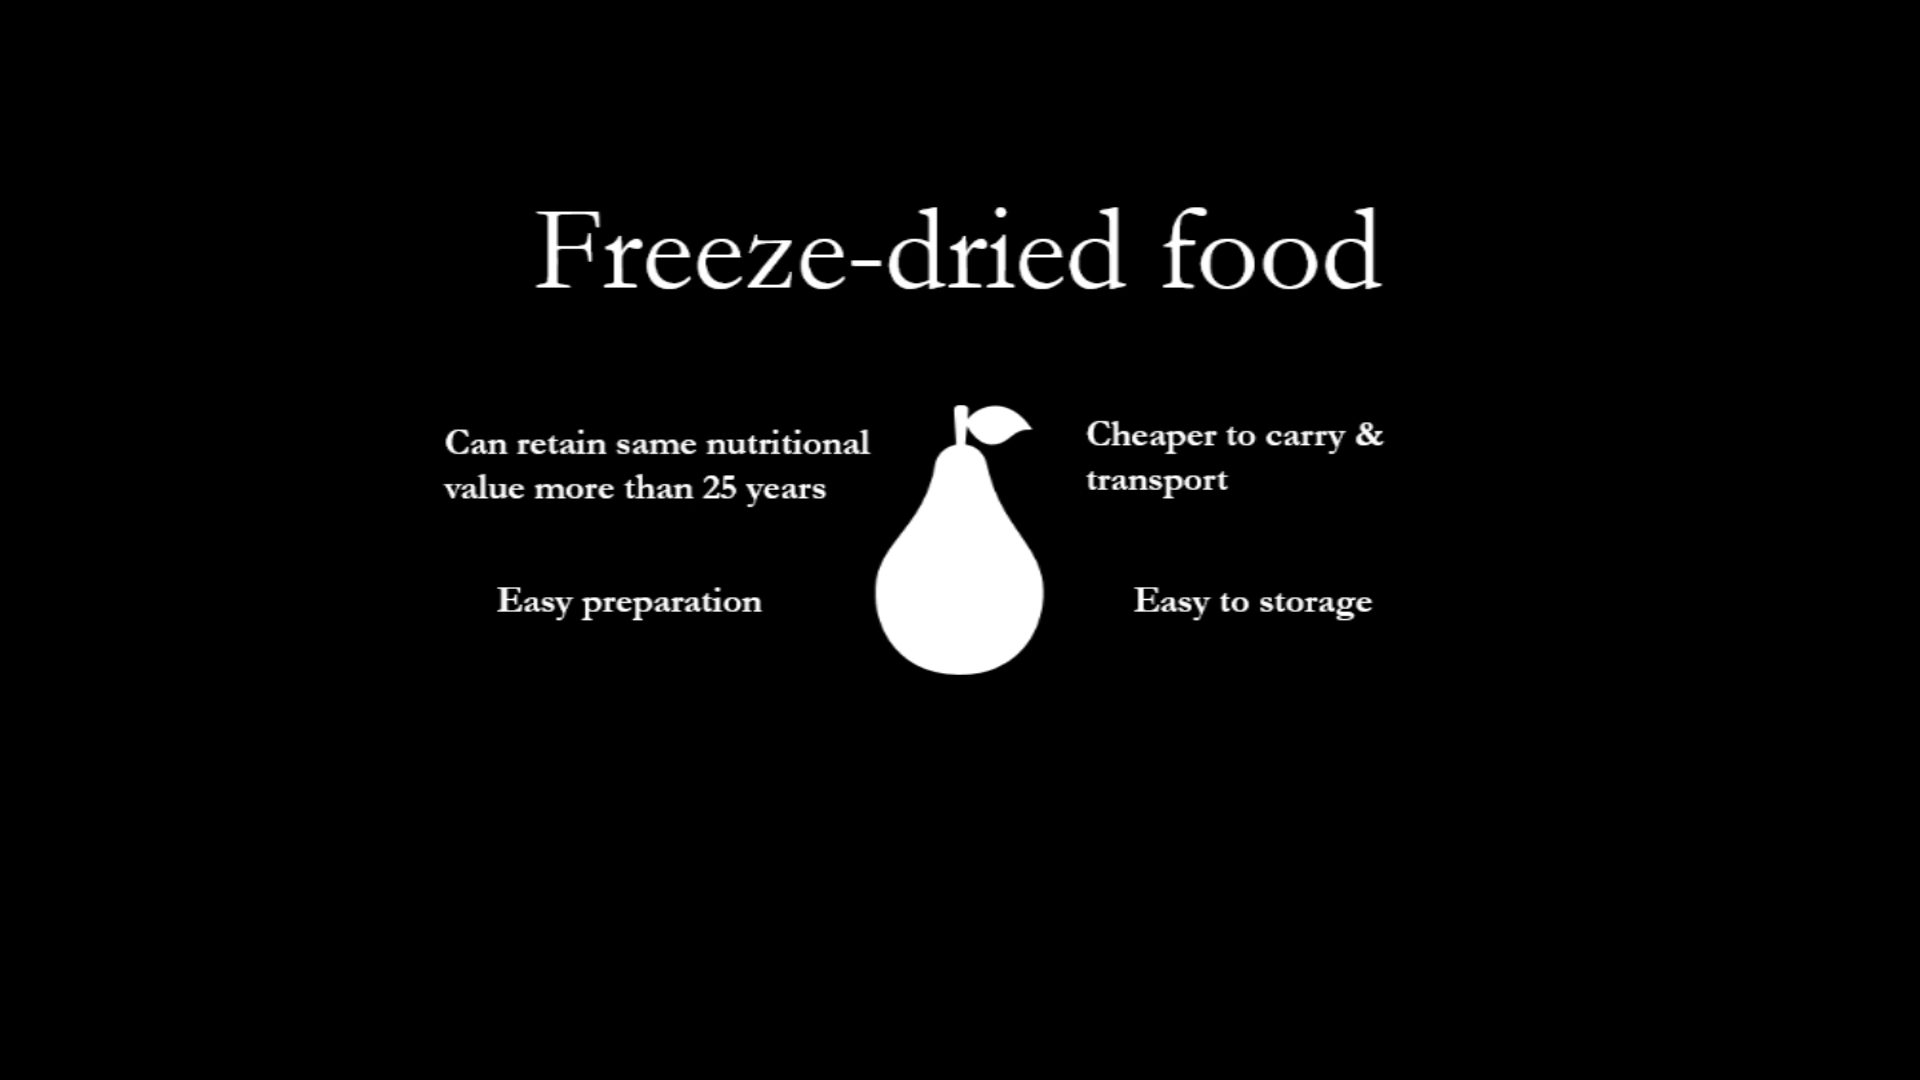 Freeze-dried food
Can retain same nutritional
value more than 25 years
Cheaper to carry &
transport
Easy preparation
Easy to storage